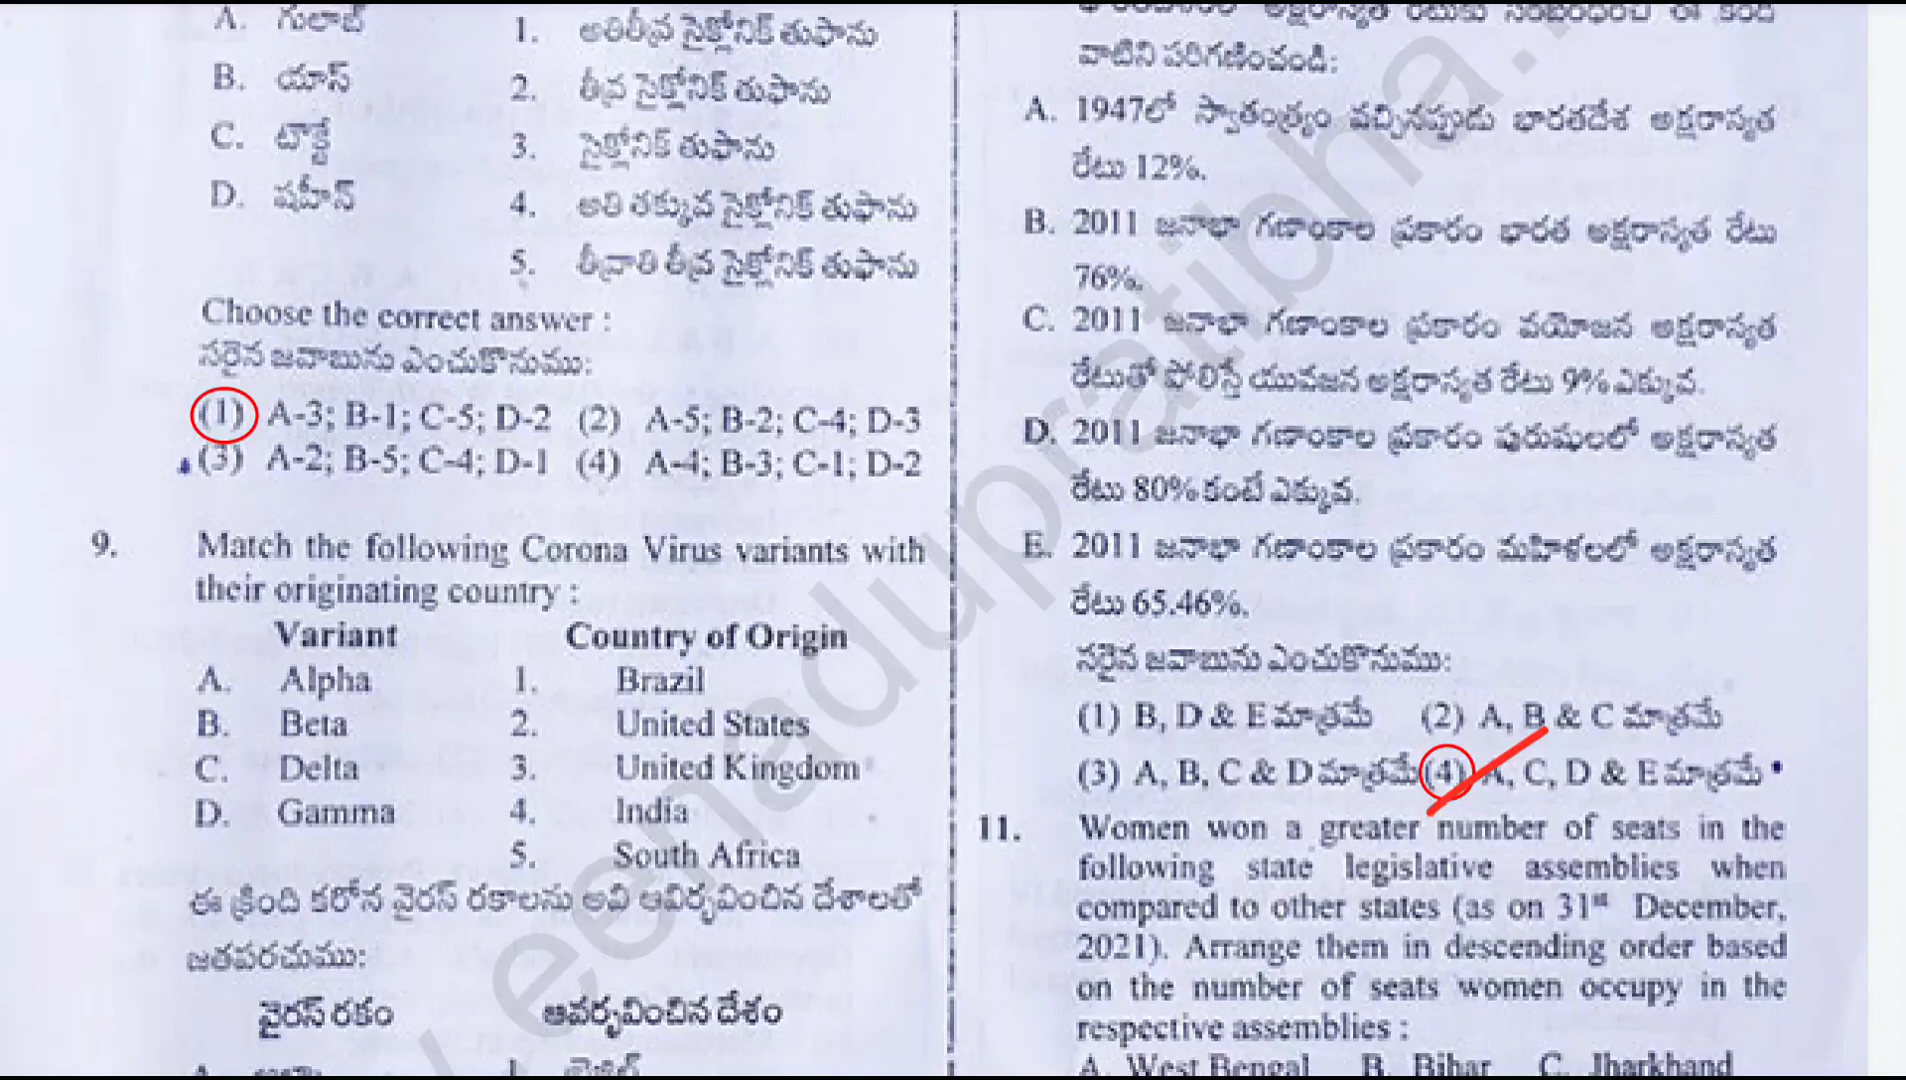 A. గులాబ్ 1. అతితీవ్ర సైక్లోనిక్ తుఫాను
B. యాస్ 2. తీవ్ర సైక్లోనిక్ తుఫాను
C. టౌక్టే 3. సైక్లోనిక్ తుఫాను
D. షహీన్ 4. అతి తక్కువ సైక్లోనిక్ తుఫాను
5. తీవ్రాతి తీవ్ర సైక్లోనిక్ తుఫాను
Choose the correct answer :
సరైన జవాబును ఎంచుకొనుము:
(1) A-3; B-1; C-5; D-2 (2) A-5; B-2; C-4; D-3
(3) A-2; B-5; C-4; D-1 (4) A-4; B-3; C-1; D-2
9. Match the following Corona Virus variants with
their originating country :
Variant Country of Origin
A. Alpha 1. Brazil
B. Beta 2. United States
C. Delta 3. United Kingdom
D. Gamma 4. India
5. South Africa
ఈ క్రింది కరోన వైరస్ రకాలను అవి ఆవిర్భవించిన దేశాలతో
జతపరచుము:
వైరస్ రకం ఆవర్భవించిన దేశం
అక్షరాస్యత రేటుకు సంబంధించి ఈ కింది
వాటిని పరిగణించండి:
A. 1947లో స్వాతంత్ర్యం వచ్చినప్పుడు భారతదేశ అక్షరాస్యత
రేటు 12%.
B. 2011 జనాభా గణాంకాల ప్రకారం భారత అక్షరాస్యత రేటు
76%.
C. 2011 జనాభా గణాంకాల ప్రకారం వయోజన అక్షరాస్యత
రేటుతో పోలిస్తే యువజన అక్షరాస్యత రేటు 9% ఎక్కువ.
D. 2011 జనాభా గణాంకాల ప్రకారం పురుషులలో అక్షరాస్యత
రేటు 80% కంటే ఎక్కువ.
E. 2011 జనాభా గణాంకాల ప్రకారం మహిళలలో అక్షరాస్యత
రేటు 65.46%.
సరైన జవాబును ఎంచుకొనుము:
(1) B, D & E మాత్రమే (2) A, B & C మాత్రమే
(3) A, B, C & D మాత్రమే (4) A, C, D & E మాత్రమే
11. Women won a greater number of seats in the
following state legislative assemblies when
compared to other states (as on 31st December,
2021). Arrange them in descending order based
on the number of seats women occupy in the
respective assemblies :
A. West Bengal B. Bihar C. Jharkhand
eenadupratibha.